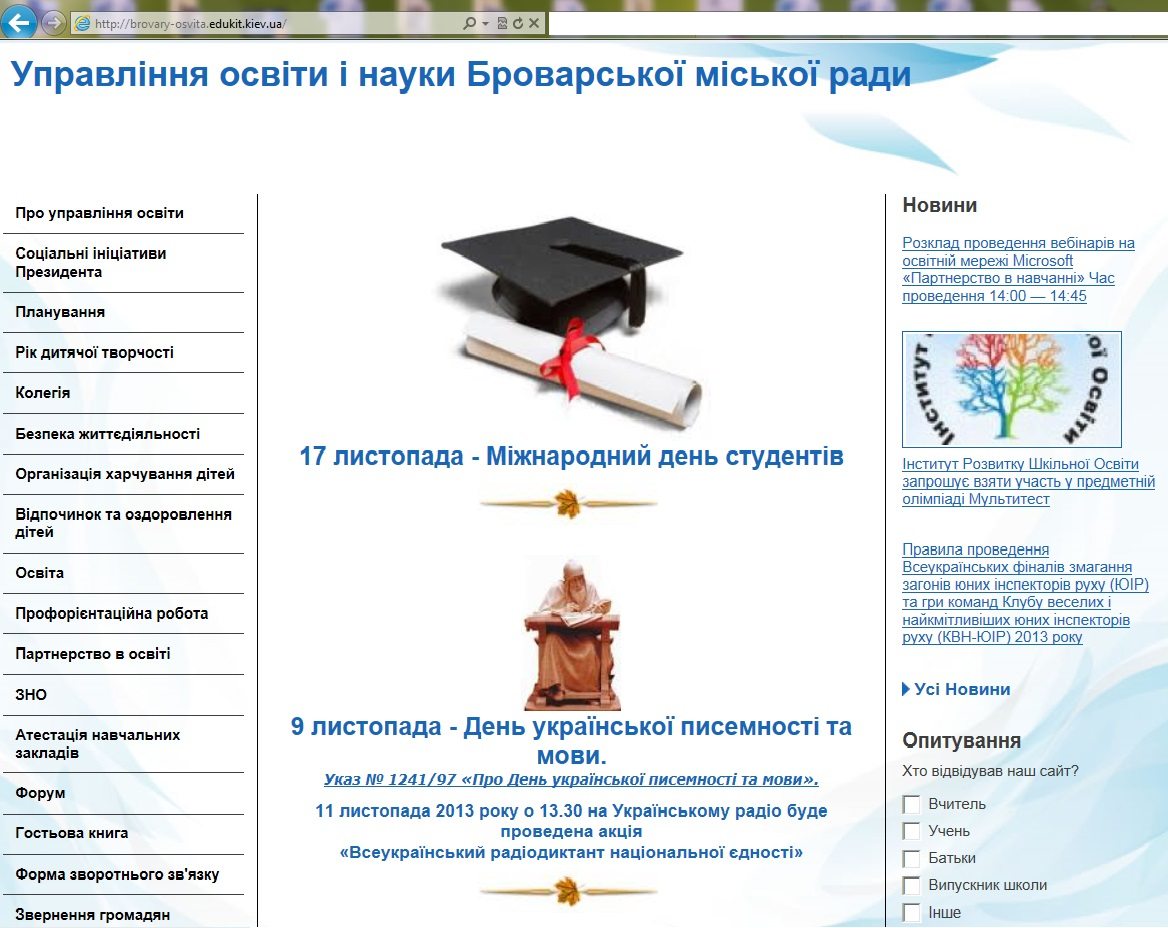 http://brovary-osvita.edukit.kiev.ua/
Управління освіти і науки Броварської міської ради
Про управління освіти
Соціальні ініціативи
Президента
Планування
Рік дитячої творчості
Колегія
Безпека життєдіяльності
Організація харчування дітей
Відпочинок та оздоровлення
дітей
Освіта
Профорієнтаційна робота
Партнерство в освіті
ЗНО
Атестація навчальних
закладів
Форум
Гостьова книга
Форма зворотнього зв'язку
Звернення громадян
17 листопада - Міжнародний день студентів
9 листопада - День української писемності та
мови.
Указ № 1241/97 «Про День української писемності та мови».
11 листопада 2013 року о 13.30 на Українському радіо буде
проведена акція
«Всеукраїнський радіодиктант національної єдності»
Новини
Розклад проведення вебінарів на
освітній мережі Microsoft
«Партнерство в навчанні» Час
проведення 14:00 — 14:45
Інститут
ої Освіти
Інститут Розвитку Шкільної Освіти
запрошує взяти участь у предметній
олімпіаді Мультитест
Правила проведення
Всеукраїнських фіналів змагання
загонів юних інспекторів руху (ЮІР)
та гри команд Клубу веселих і
найкмітливіших юних інспекторів
руху (КВН-ЮІР) 2013 року
Усі Новини
Опитування
Хто відвідував наш сайт?
Вчитель
Учень
Батьки
Випускник школи
Інше